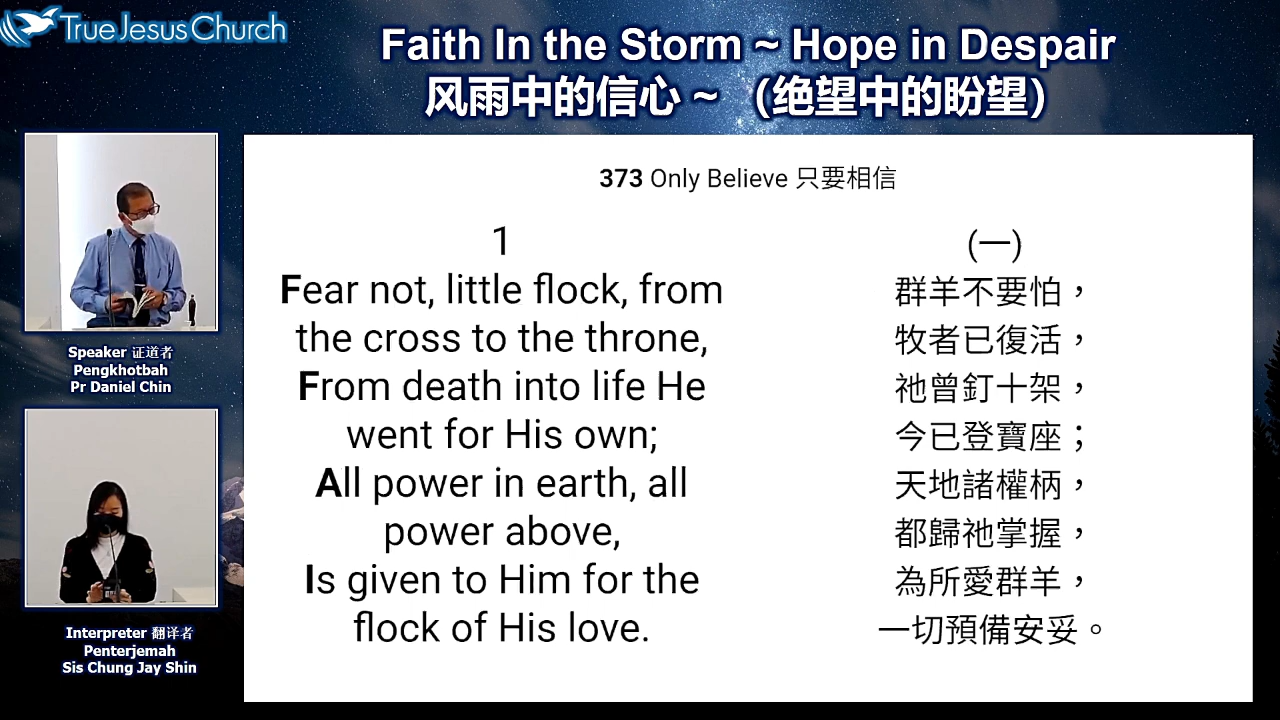 TrueJesusChurch
Faith In the Storm ~ Hope in Despair
风雨中的信心 ~ （绝望中的盼望）
Speaker 证道者
Pengkhotbah
Pr Daniel Chin
Interpreter 翻译者
Penterjemah
Sis Chung Jay Shin
373 Only Believe 只要相信
1
Fear not, little flock, from
the cross to the throne,
From death into life He
went for His own;
All power in earth, all
power above,
Is given to Him for the
flock of His love.
(一)
群羊不要怕，
牧者已復活，
祂曾釘十架，
今已登寶座；
天地諸權柄，
都歸祂掌握，
為所愛群羊，
一切預備安妥。